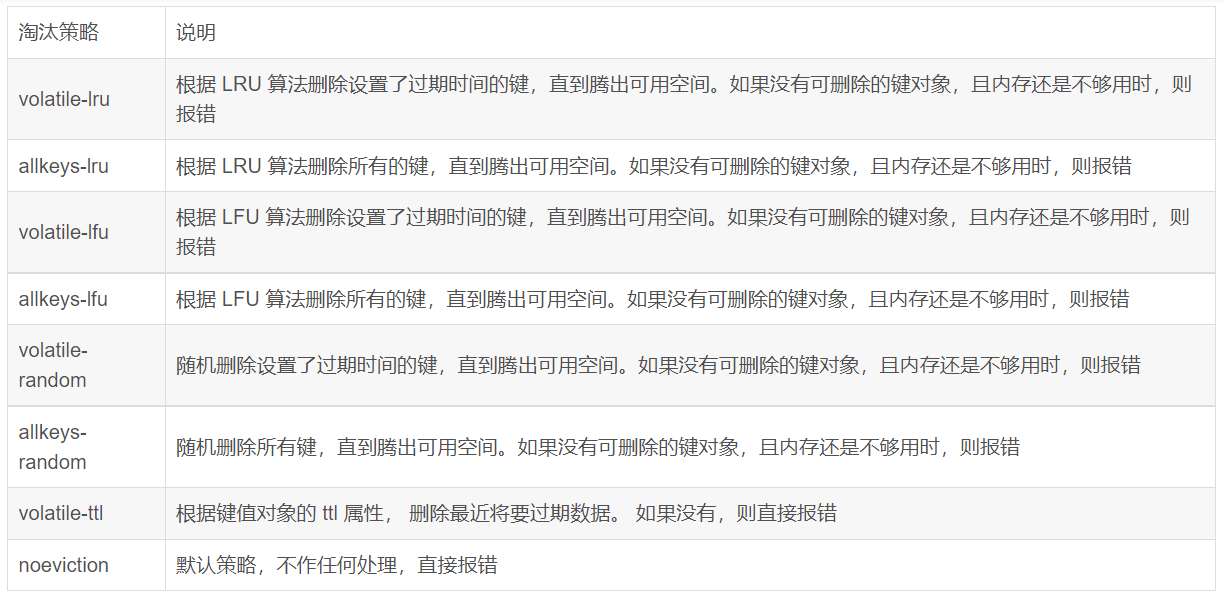 淘汰策略
说明
volatile-lru
根据 LRU 算法删除设置了过期时间的键，直到腾出可用空间。如果没有可删除的键对象，且内存还是不够用时，则
报错
allkeys-lru
根据 LRU 算法删除所有的键，直到腾出可用空间。如果没有可删除的键对象，且内存还是不够用时，则报错
volatile-lfu
根据 LFU 算法删除设置了过期时间的键，直到腾出可用空间。如果没有可删除的键对象，且内存还是不够用时，则
报错
allkeys-lfu
根据 LFU 算法删除所有的键，直到腾出可用空间。如果没有可删除的键对象，且内存还是不够用时，则报错
volatile-
random
随机删除设置了过期时间的键，直到腾出可用空间。如果没有可删除的键对象，且内存还是不够用时，则报错
allkeys-
random
随机删除所有键，直到腾出可用空间。如果没有可删除的键对象，且内存还是不够用时，则报错
volatile-ttl
根据键值对象的 ttl 属性， 删除最近将要过期数据。 如果没有，则直接报错
noeviction
默认策略，不作任何处理，直接报错